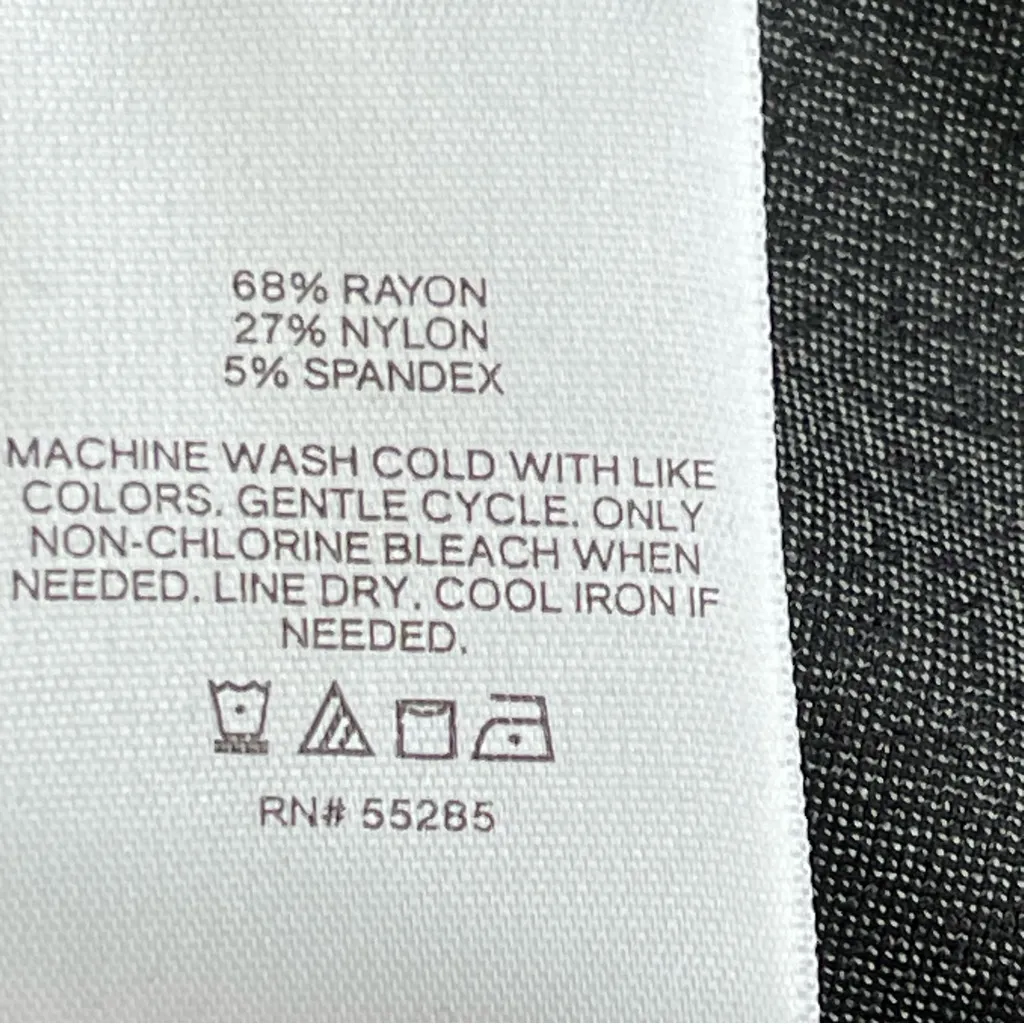 68% RAYON
27% NYLON
5% SPANDEX
MACHINE WASH COLD WITH LIKE
COLORS. GENTLE CYCLE. ONLY
NON-CHLORINE BLEACH WHEN
NEEDED. LINE DRY. COOL IRON IF
NEEDED.
RN# 55285